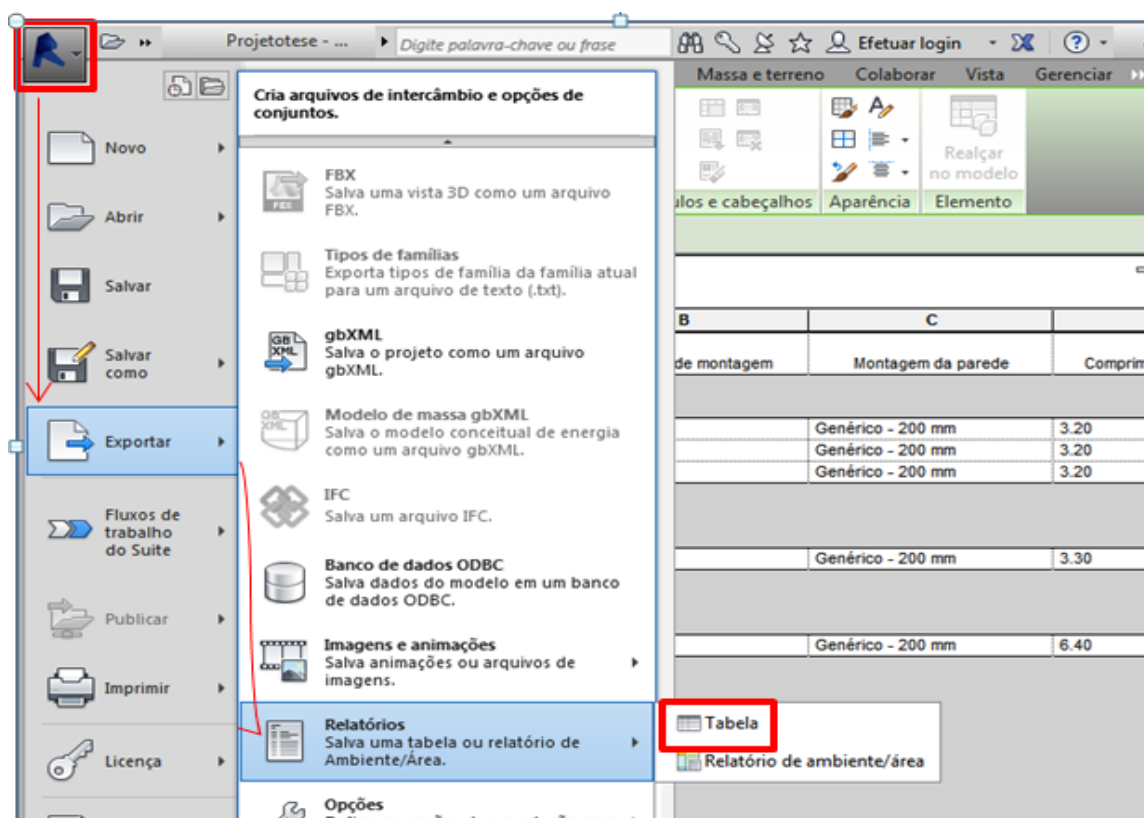 Projetotese - ...
Digite palavra-chave ou frase
Efetuar login
Massa e terreno
Colaborar
Vista
Gerenciar
Realçar
no modelo
ulos e cabeçalhos
Aparência
Elemento
Novo
Abrir
Salvar
Salvar
como
Exportar
Fluxos de
trabalho
do Suite
Publicar
Imprimir
Licença
Cria arquivos de intercâmbio e opções de
conjuntos.
FBX
FBX
Salva uma vista 3D como um arquivo
FBX.
Tipos de famílias
Exporta tipos de família da família atual
para um arquivo de texto (.txt).
GB
XML
gbXML
Salva o projeto como um arquivo
gbXML.
GB
XML
Modelo de massa gbXML
Salva o modelo conceitual de energia
como um arquivo gbXML.
IFC
Salva um arquivo IFC.
Banco de dados ODBC
Salva dados do modelo em um banco
de dados ODBC.
Imagens e animações
Salva animações ou arquivos de
imagens.
Relatórios
Salva uma tabela ou relatório de
Ambiente/Área.
Opções
Tabela
Relatório de ambiente/área
B
C
de montagem
Montagem da parede
Comprim
Genérico - 200 mm
3.20
Genérico - 200 mm
3.20
Genérico - 200 mm
3.20
Genérico - 200 mm
3.30
Genérico - 200 mm
6.40